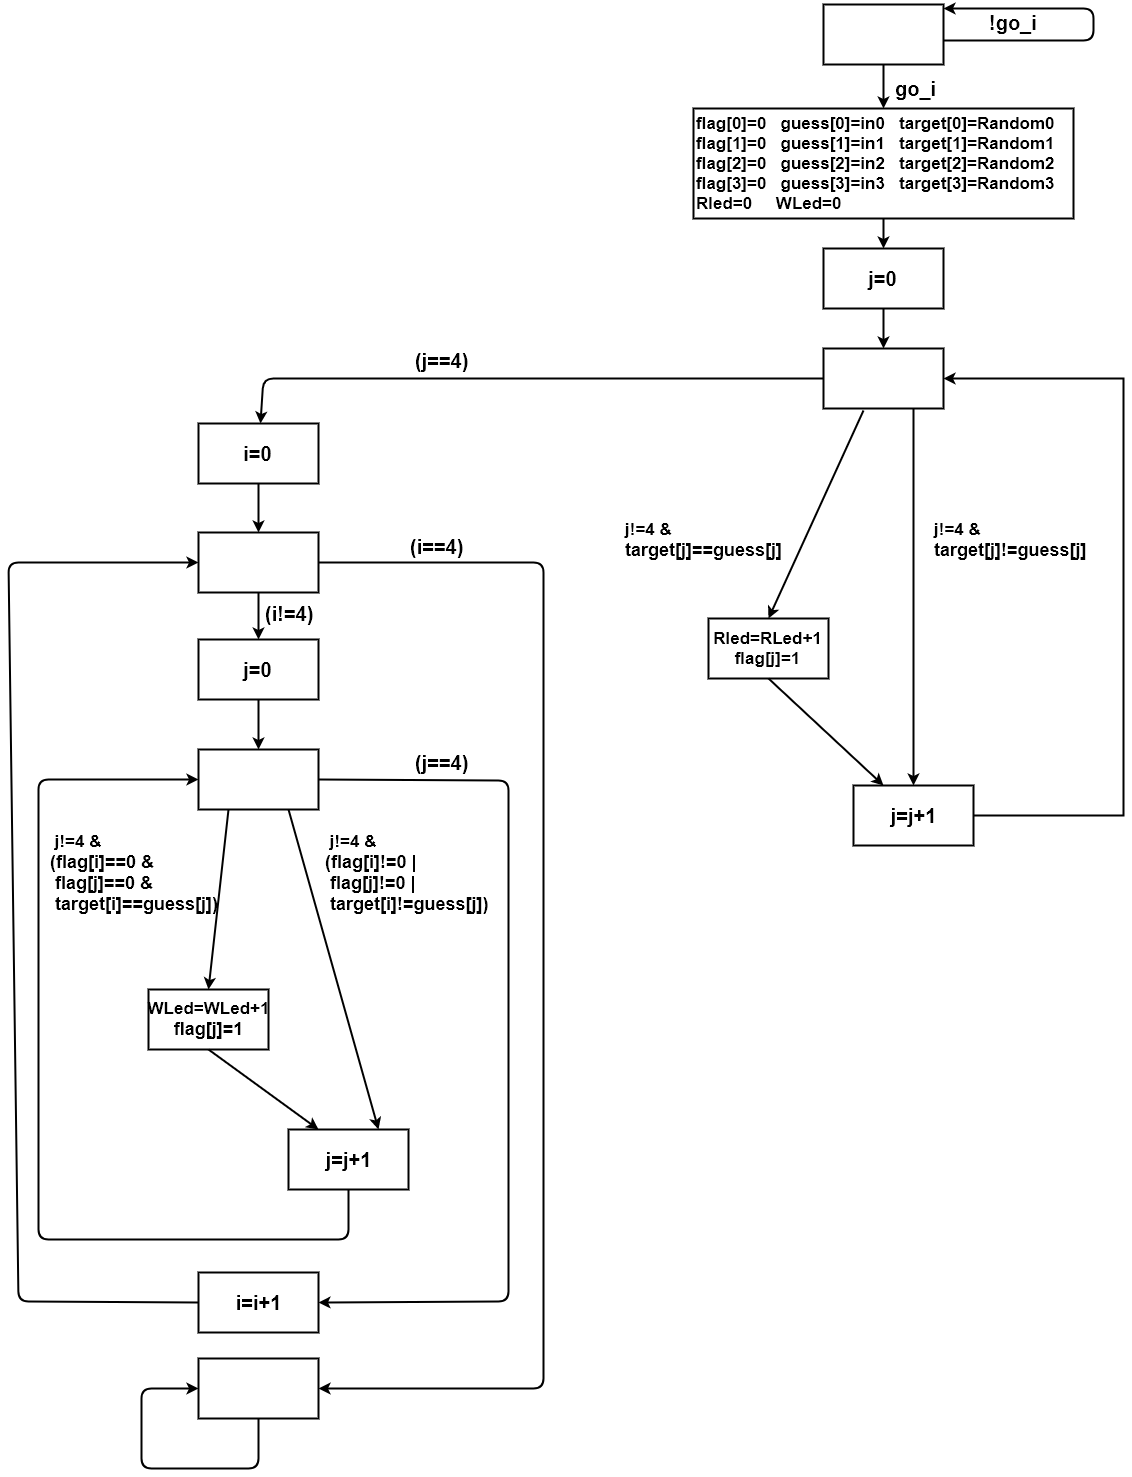 !go_i
go_i
flag[0]=0 guess[0]=in0 target[0]=Random0
flag[1]=0 guess[1]=in1 target[1]=Random1
flag[2]=0 guess[2]=in2 target[2]=Random2
flag[3]=0 guess[3]=in3 target[3]=Random3
Rled=0 WLed=0
j=0
(j==4)
i=0
j!=4 &
target[j]==guess[j]
j!=4 &
target[j]!=guess[j]
(i==4)
(i!=4)
Rled=RLed+1
flag[j]=1
j=0
(j==4)
j=j+1
j!=4 &
(flag[i]==0 &
flag[j]==0 &
target[i]==guess[j])
j!=4 &
(flag[i]!=0 |
flag[j]!=0 |
target[i]!=guess[j])
WLed=WLed+1
flag[j]=1
j=j+1
i=i+1